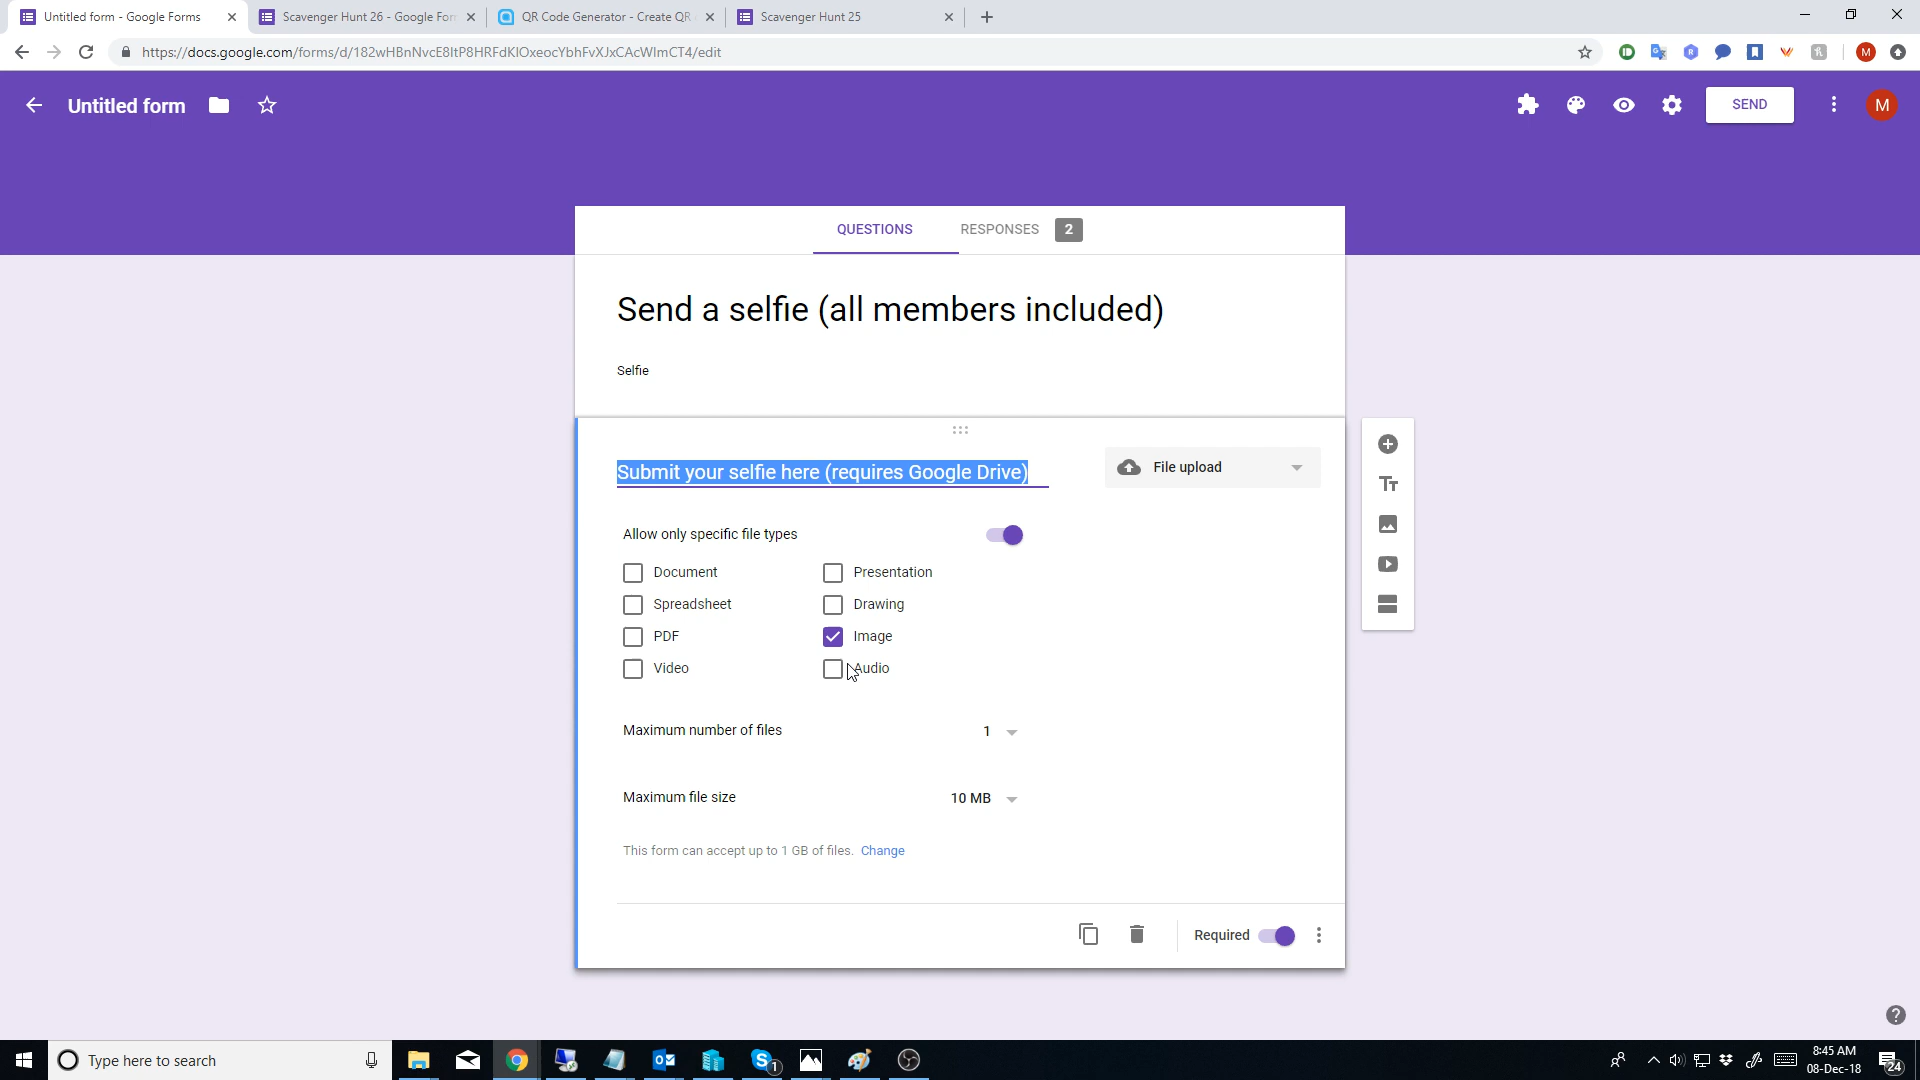 Untitled form - Google Forms
Scavenger Hunt 26 - Google For
QR Code Generator - Create QR
Scavenger Hunt 25
https://docs.google.com/forms/d/182wHBnNvcE8ItP8HRFdKIOxeocYbhFvXJxCAcWImCT4/edit
M
Untitled form
SEND
M
QUESTIONS
RESPONSES 2
Send a selfie (all members included)
Selfie
Submit your selfie here (requires Google Drive)
File upload
Allow only specific file types
Document
Presentation
Spreadsheet
Drawing
PDF
Image
Video
Audio
Maximum number of files
1
Maximum file size
10 MB
This form can accept up to 1 GB of files. Change
Required
Type here to search
1
8:45 AM
08-Dec-18
24